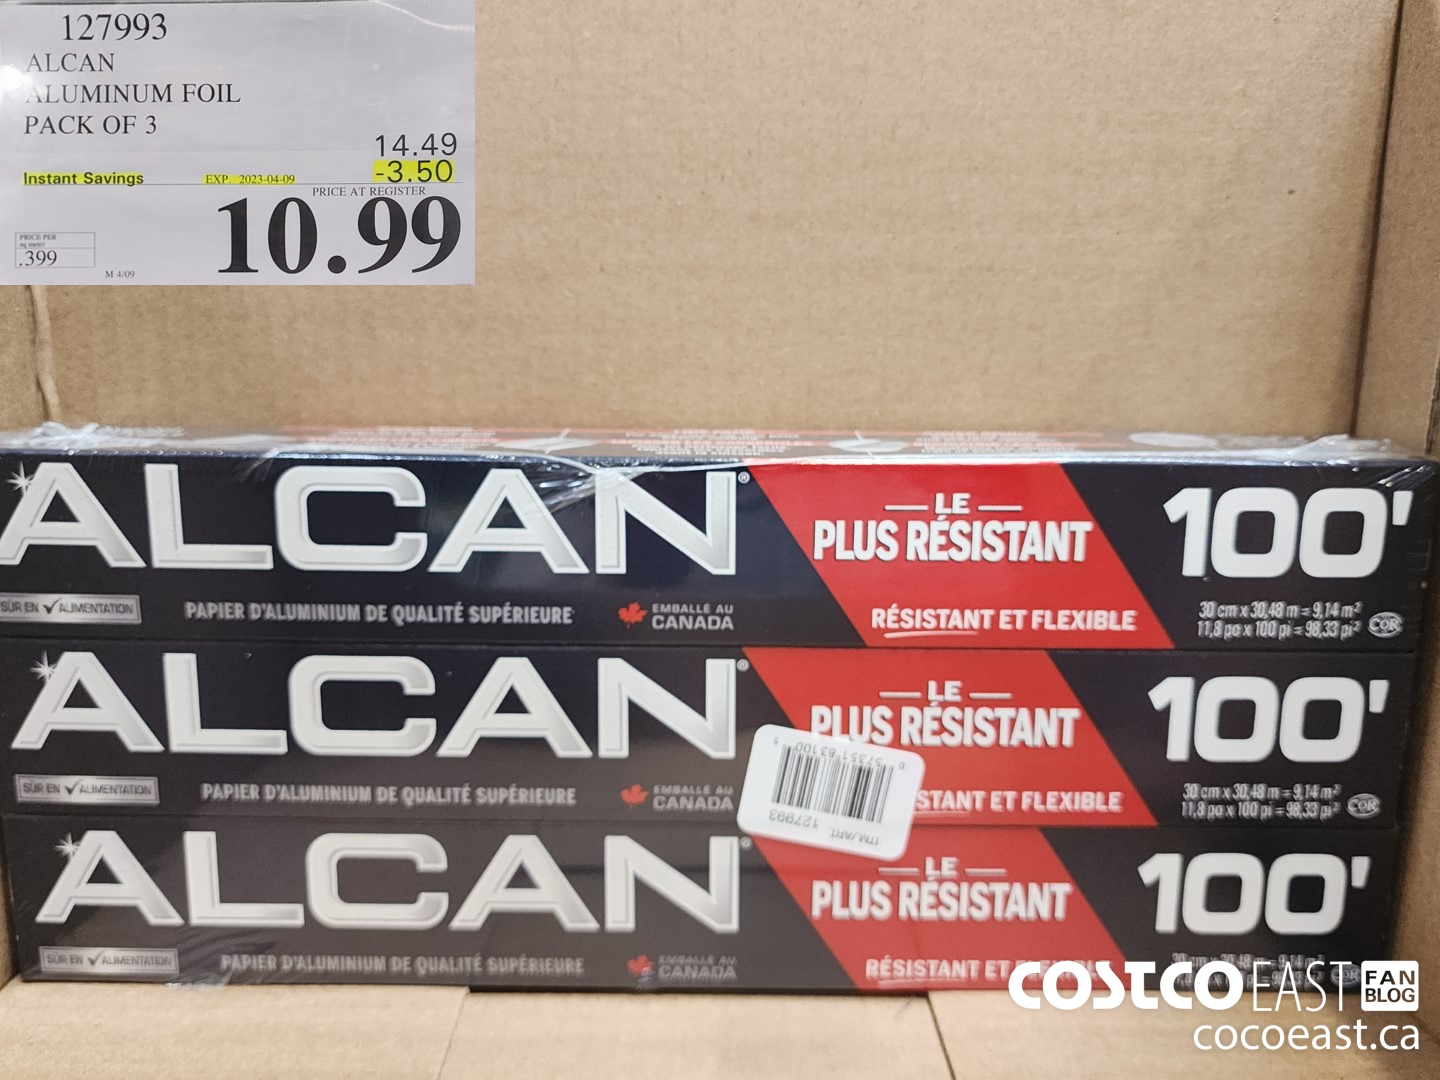 127993
ALCAN
ALUMINUM FOIL
PACK OF 3
14.49
-3.50
Instant Savings
EXP. 2023-04-09
PRICE AT REGISTER
10.99
PRICE PER
sq meter
.399
M 4/09
ALCAN®
LE
PLUS RÉSISTANT
100'
SÛR EN ALIMENTATION
PAPIER D'ALUMINIUM DE QUALITÉ SUPÉRIEURE
EMBALLÉ AU
CANADA
RÉSISTANT ET FLEXIBLE
30 cm x 30,48 m = 9,14 m²
11,8 po x 100 pi = 98,33 pi²
COR
ALCAN®
LE
PLUS RÉSISTANT
100'
SÛR EN ALIMENTATION
PAPIER D'ALUMINIUM DE QUALITÉ SUPÉRIEURE
EMBALLÉ AU
CANADA
STANT ET FLEXIBLE
30 cm x 30,48 m = 9,14 m²
11,8 po x 100 pi = 98,33 pi²
COR
ITM./ART. 127993
ALCAN
LE
PLUS RÉSISTANT
100'
SÛR EN ALIMENTATION
PAPIER D'ALUMINIUM DE QUALITÉ SUPÉRIEURE
EMBALLÉ AU
CANADA
RÉSISTANT ET
COSTCO EAST FAN
BLOG
cocoeast.ca